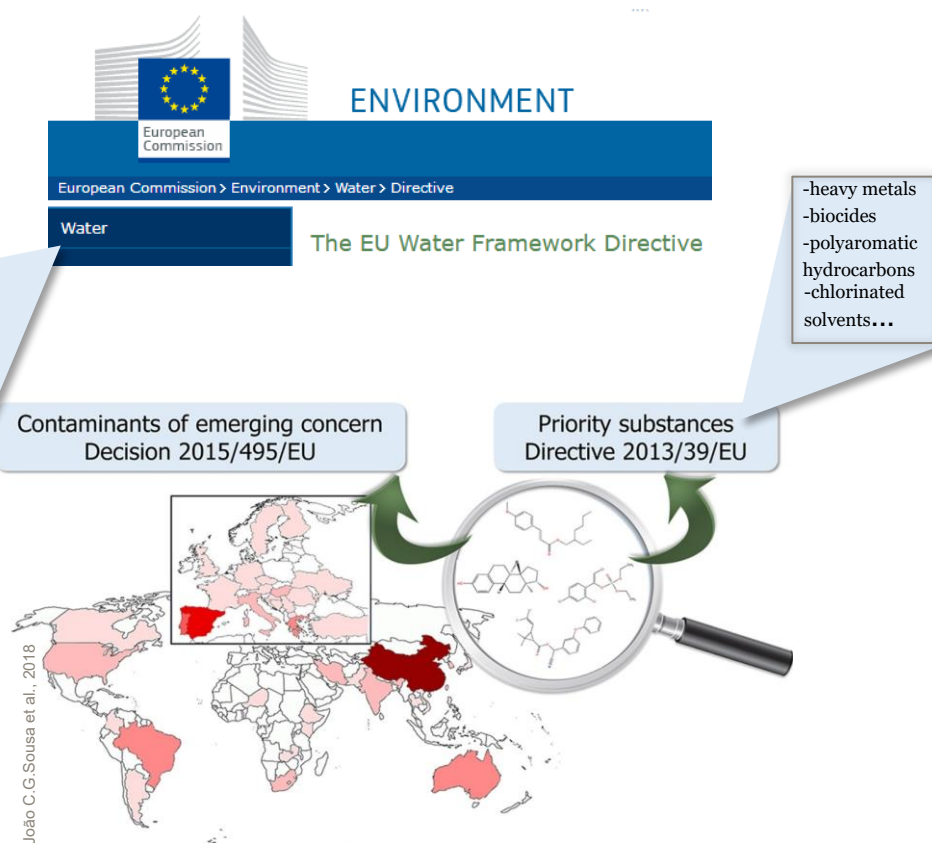 ....
European
Commission
ENVIRONMENT
European Commission > Environment > Water > Directive
Water
The EU Water Framework Directive
-heavy metals
-biocides
-polyaromatic
hydrocarbons
-chlorinated
solvents...
Contaminants of emerging concern
Decision 2015/495/EU
Priority substances
Directive 2013/39/EU
João C.G.Sousa et al., 2018